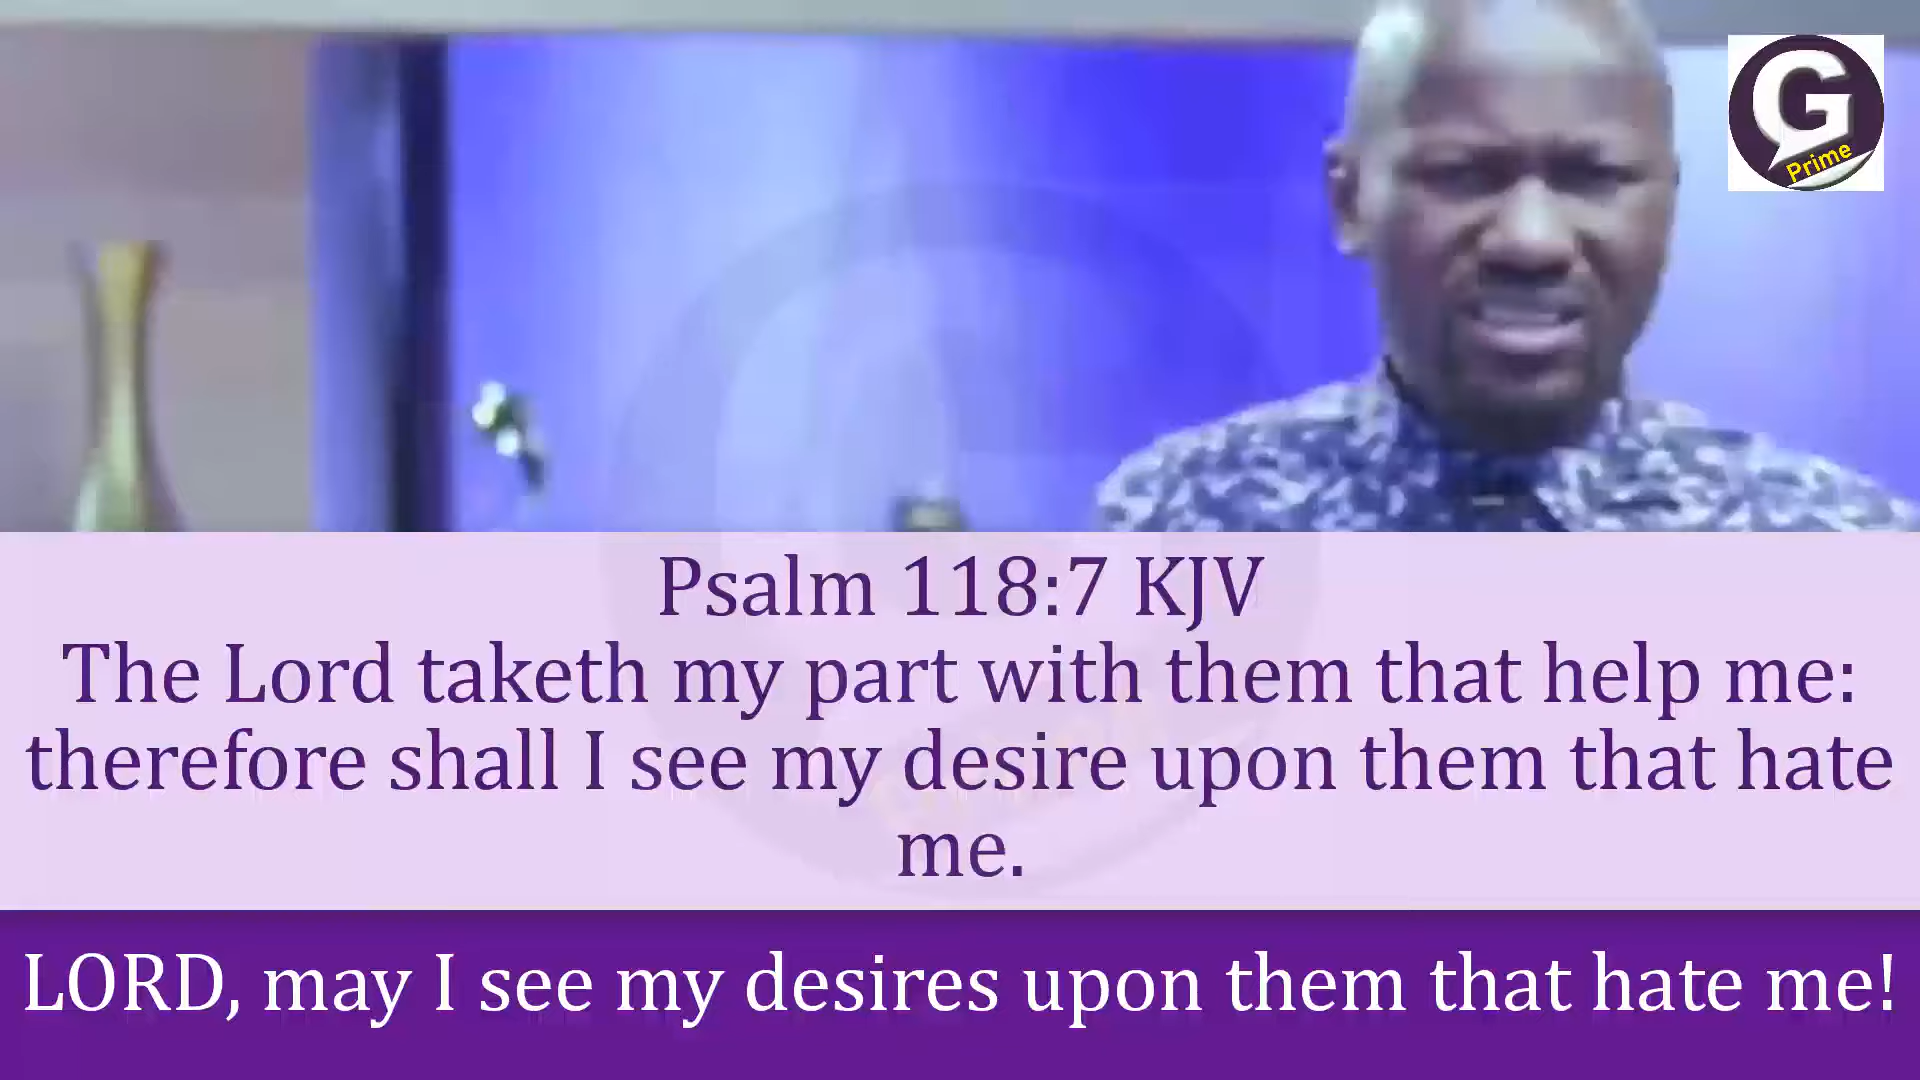 G
Prime
Psalm 118:7 KJV
The Lord taketh my part with them that help me:
therefore shall I see my desire upon them that hate
me.
LORD, may I see my desires upon them that hate me!